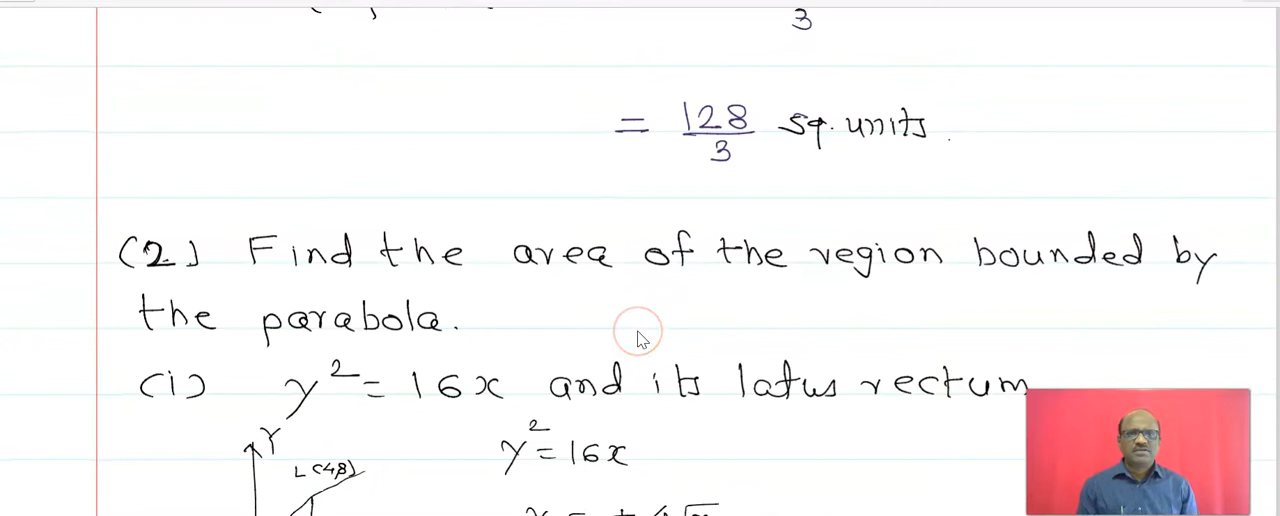 3
= 128/3 sq. units.
(2) Find the area of the region bounded by
the parabola.
(i) y² = 16x and its latus rectum
Y
y² = 16x
L(4,8)